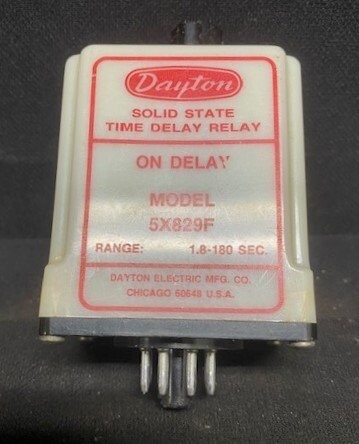 Dayton
SOLID STATE
TIME DELAY RELAY
ON DELAY
MODEL
5X829F
RANGE: 1.8-180 SEC.
DAYTON ELECTRIC MFG. CO.
CHICAGO 60648 U.S.A.